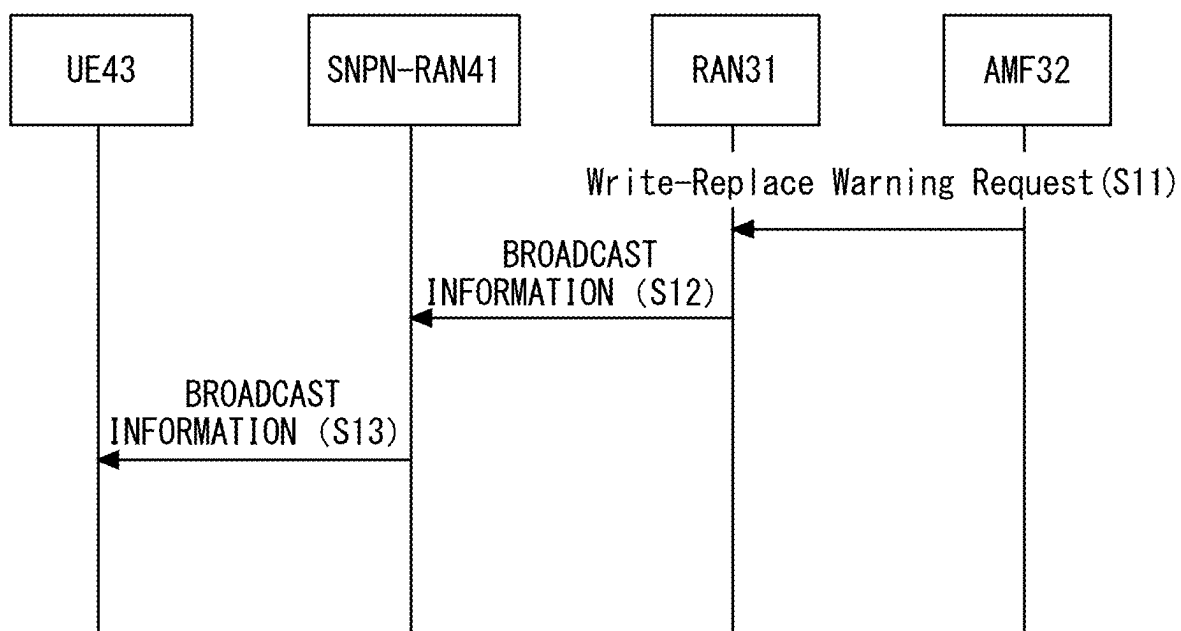 UE43
SNPN-RAN41
RAN31
AMF32
Write-Replace Warning Request(S11)
BROADCAST
INFORMATION (S12)
BROADCAST
INFORMATION (S13)